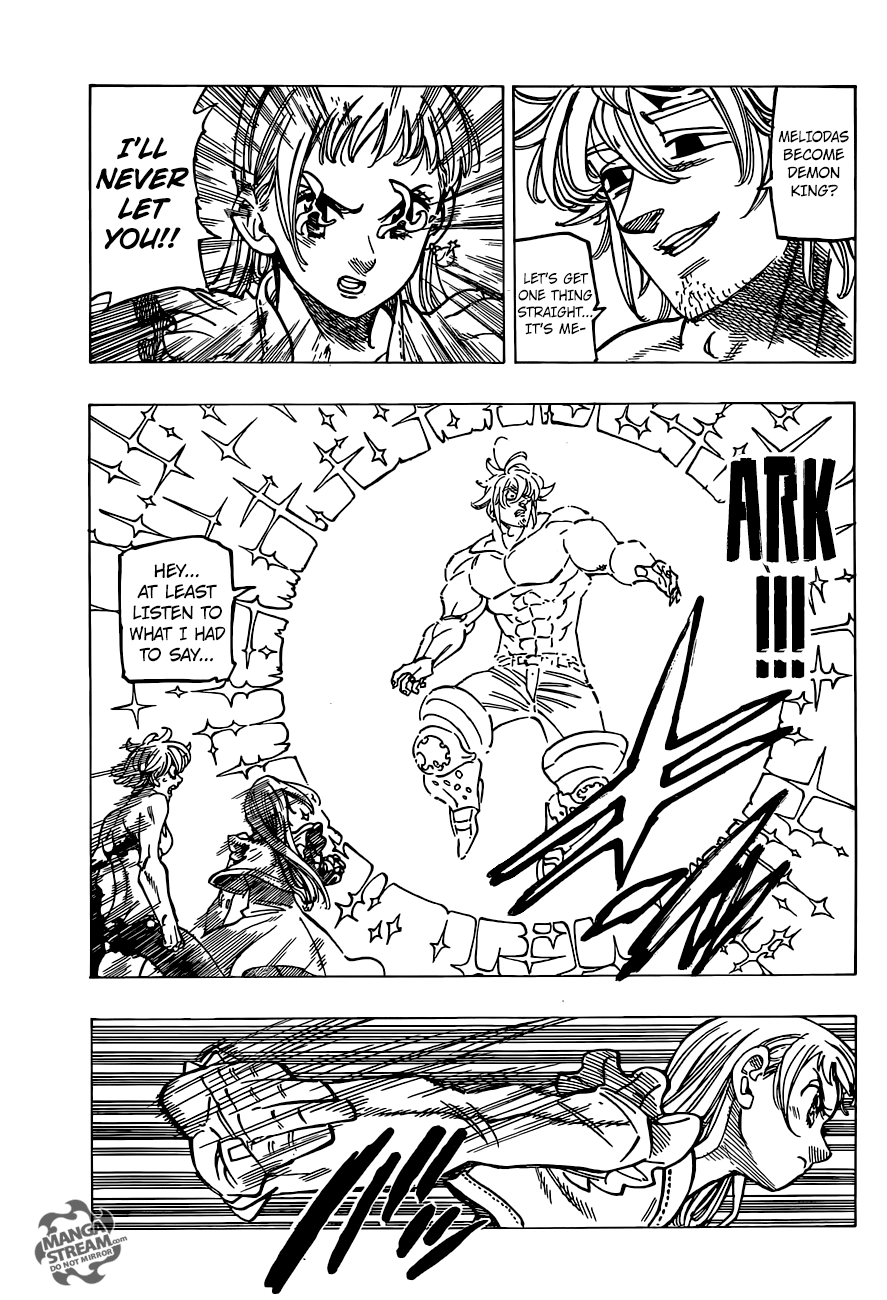 MELIODAS
BECOME
DEMON
KING?
LET'S GET
ONE THING
STRAIGHT...
IT'S ME-
I'LL
NEVER
LET
YOU!!
ARK
!!!
HEY...
AT LEAST
LISTEN TO
WHAT I HAD
TO SAY...
MANGA
STREAM.com
DO NOT MIRROR